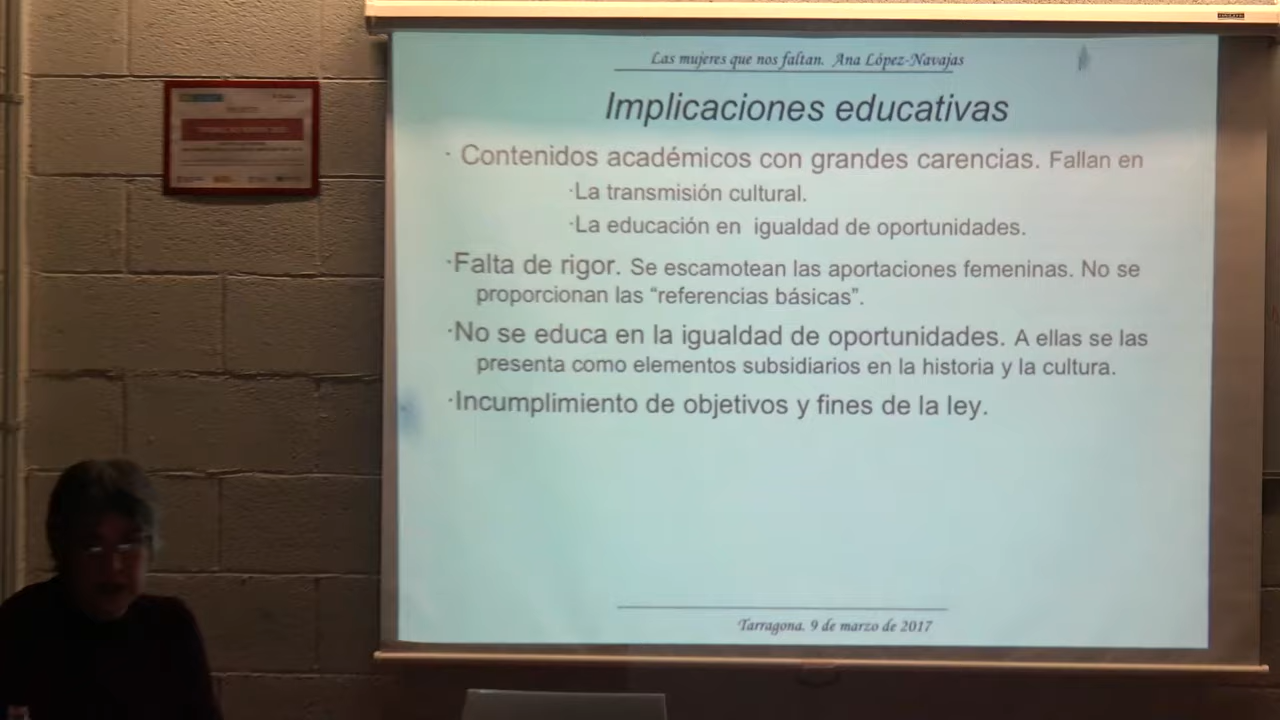 Las mujeres que nos faltan. Ana López-Navajas
Implicaciones educativas
· Contenidos académicos con grandes carencias. Fallan en
·La transmisión cultural.
·La educación en igualdad de oportunidades.
·Falta de rigor. Se escamotean las aportaciones femeninas. No se
proporcionan las “referencias básicas”.
·No se educa en la igualdad de oportunidades. A ellas se las
presenta como elementos subsidiarios en la historia y la cultura.
·Incumplimiento de objetivos y fines de la ley.
Tarragona. 9 de marzo de 2017